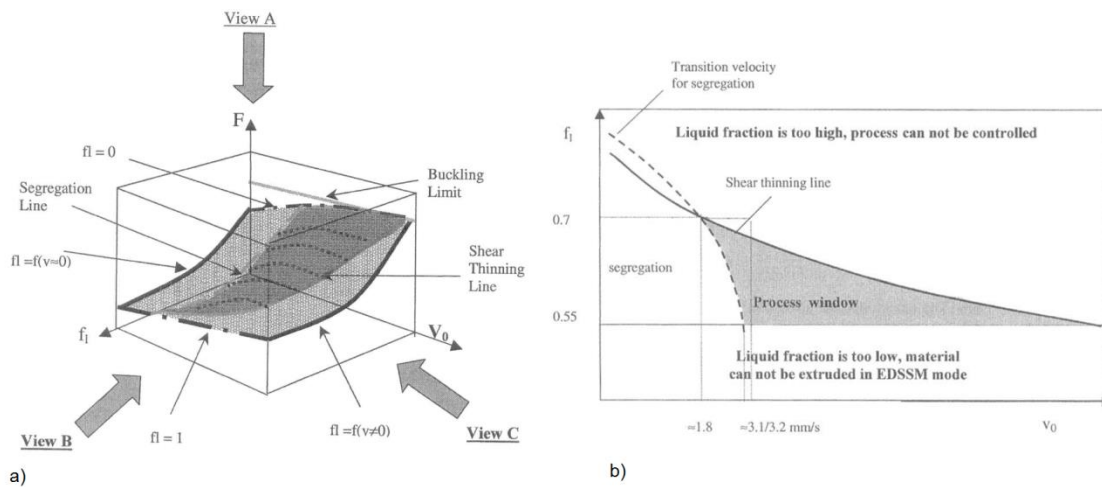 View A
F
fl = 0
Segregation
Line
Buckling
Limit
fl =f(v≈0)
Shear
Thinning
Line
f₁
V₀
View B
fl = 1
fl=f(v≠0)
View C
a)
Transition velocity
for segregation
f₁
Liquid fraction is too high, process can not be controlled
Shear thinning line
0.7
segregation
Process window
0.55
Liquid fraction is too low, material
can not be extruded in EDSSM mode
≈1.8
≈3.1/3.2 mm/s
v₀
b)